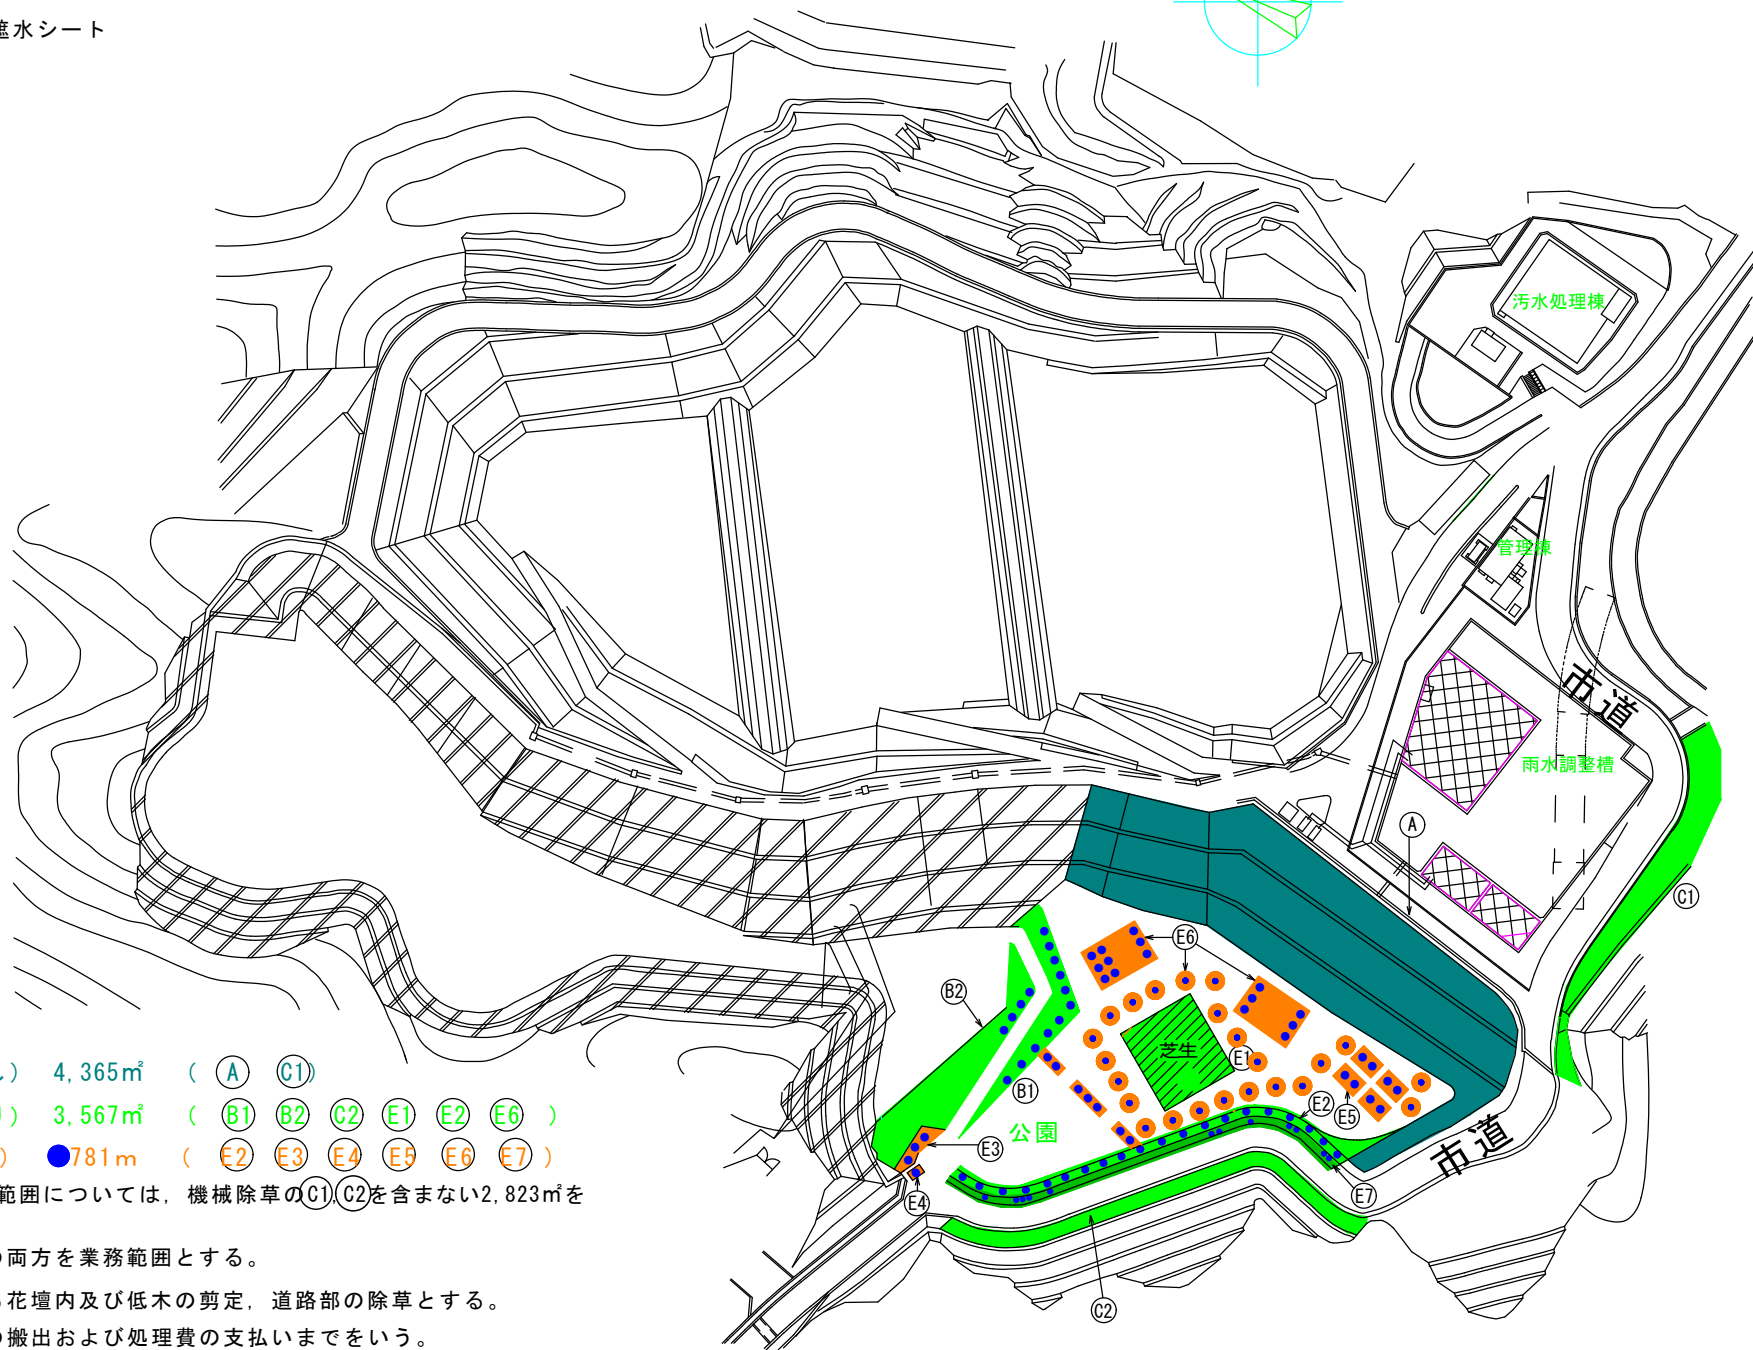 遮水シート
汚水処理棟
管理棟
市道
雨水調整槽
A
C1
E6
B2
芝生
E1
B1
E2
E5
公園
E3
市道
E7
E4
C2
) 4,365㎡ ( A C1)
) 3,567㎡ ( B1 B2 C2 E1 E2 E6 )
) 781m ( E2 E3 E4 E5 E6 E7 )
範囲については，機械除草のC1,C2を含まない2,823㎡を
両方を業務範囲とする。
花壇内及び低木の剪定，道路部の除草とする。
搬出および処理費の支払いまでをいう。